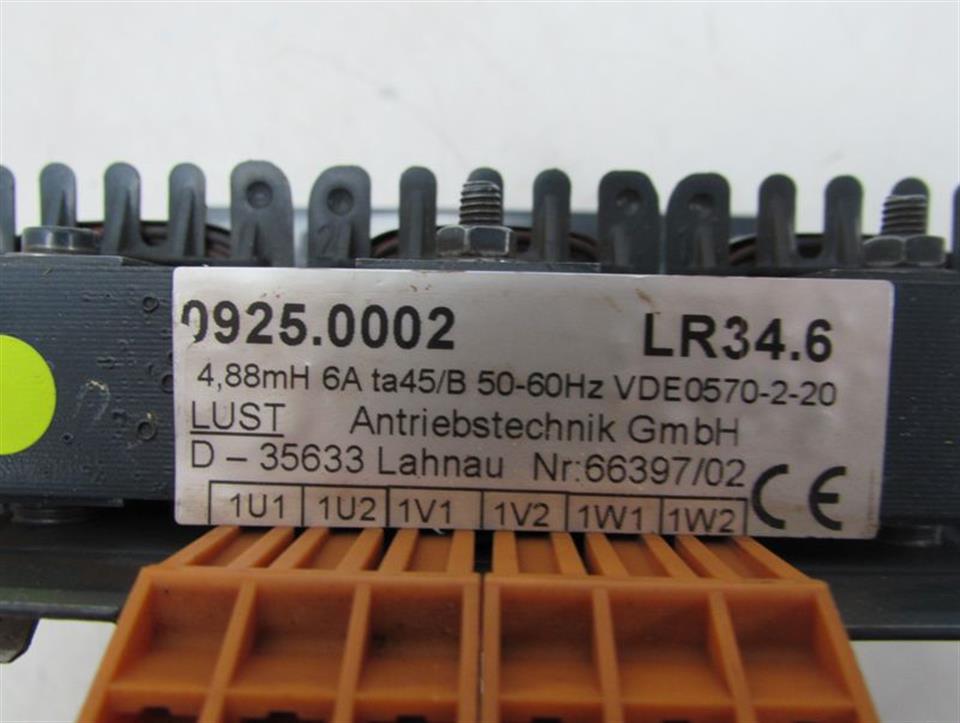 0925.0002 LR34.6
4,88mH 6A ta45/B 50-60Hz VDE0570-2-20
LUST Antriebstechnik GmbH
D - 35633 Lahnau Nr:66397/02
1U1 1U2 1V1 1V2 1W1 1W2 CE